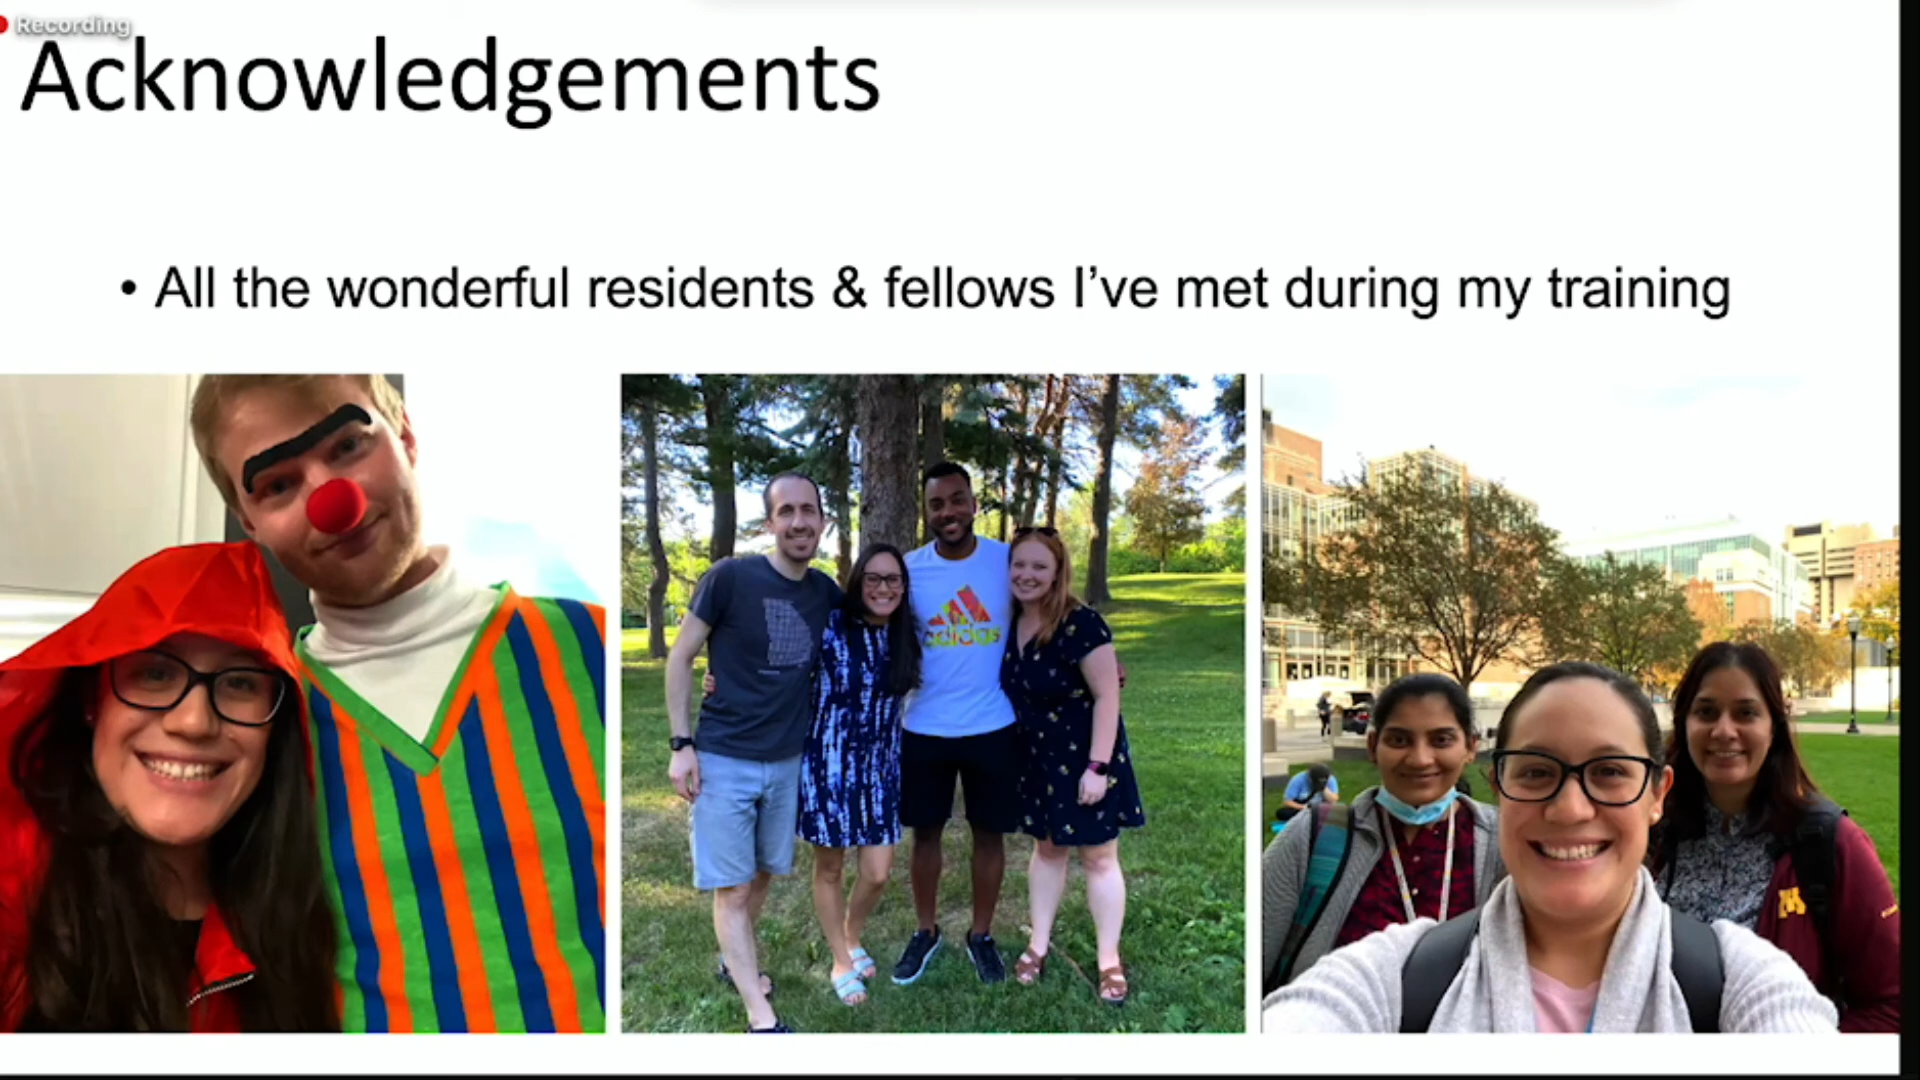 Recording
Acknowledgements
• All the wonderful residents & fellows I’ve met during my training
adidas
M